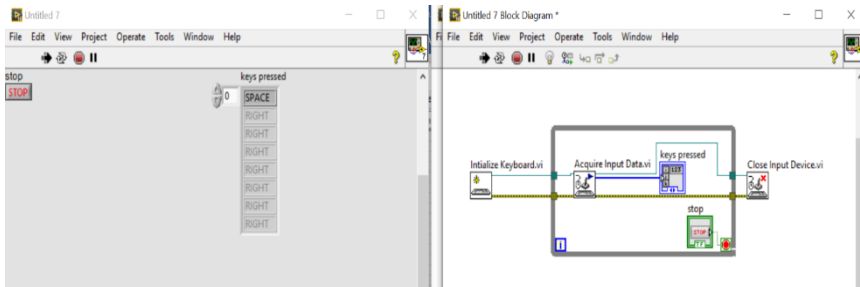 Untitled 7
File Edit View Project Operate Tools Window Help
stop
STOP
keys pressed
0
SPACE
RIGHT
RIGHT
RIGHT
RIGHT
RIGHT
RIGHT
RIGHT
Untitled 7 Block Diagram *
File Edit View Project Operate Tools Window Help
Intialize Keyboard.vi
Acquire Input Data.vi
keys pressed
Close Input Device.vi
stop
STOP
TF
i